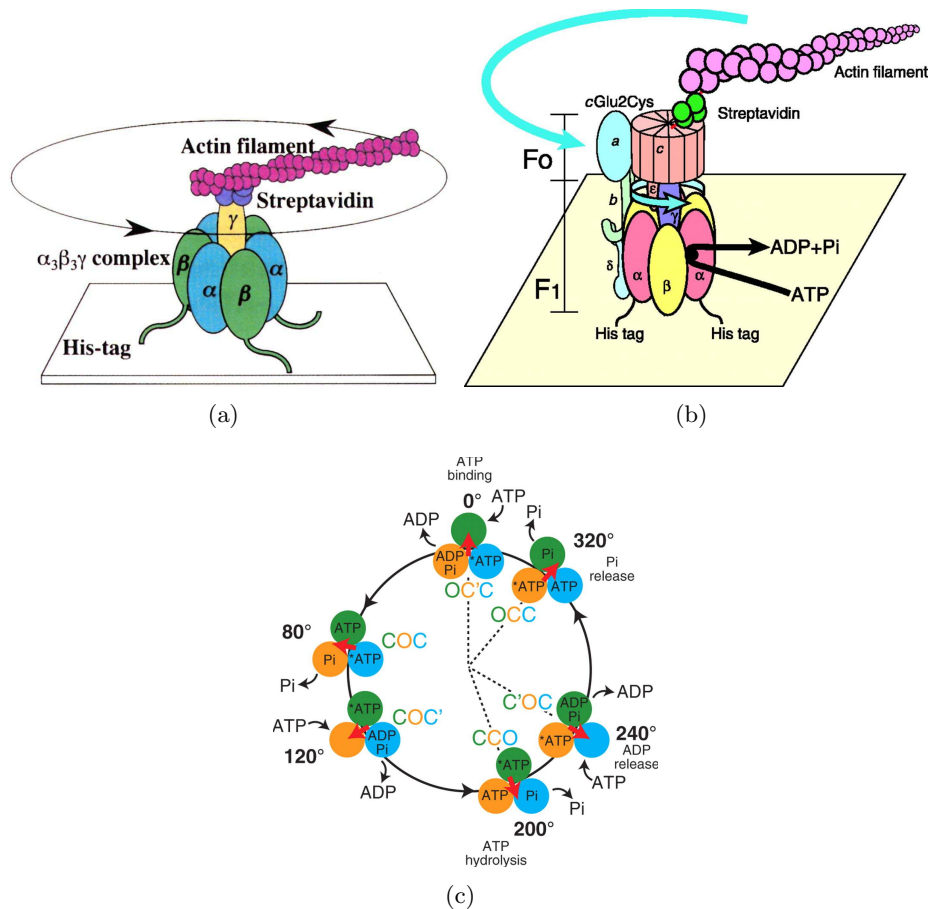 Actin filament
Streptavidin
γ
α₃β₃γ complex
β
α
β
α
His-tag
(a)
cGlu2Cys
Actin filament
Streptavidin
Fo
a
c
ε
b
γ
δ
F1
α
β
α
ADP+Pi
ATP
His tag
His tag
(b)
ATP
binding
0°
ATP
ADP
ADP
Pi
*ATP
OC'C
Pi
Pi
320°
Pi
release
*ATP
ATP
OCC
80°
ATP
Pi
*ATP
COC
Pi
ATP
120°
*ATP
ADP
Pi
COC'
ADP
C'OC
ADP
Pi
*ATP
ADP
240°
ADP
release
ATP
CCO
*ATP
ATP
Pi
Pi
200°
ATP
hydrolysis
(c)